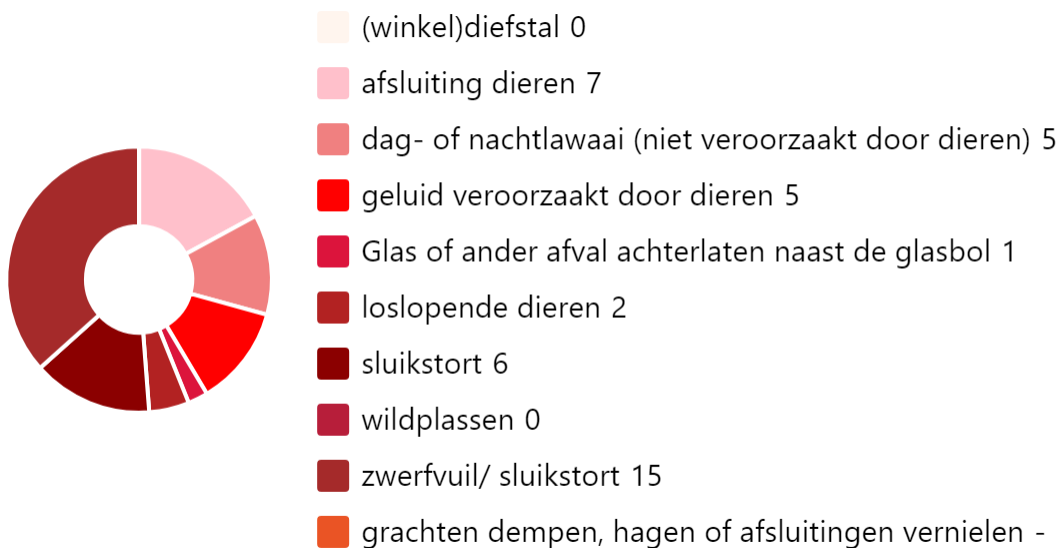 (winkel)diefstal 0
afsluiting dieren 7
dag- of nachtlawaai (niet veroorzaakt door dieren) 5
geluid veroorzaakt door dieren 5
Glas of ander afval achterlaten naast de glasbol 1
loslopende dieren 2
sluikstort 6
wildplassen 0
zwerfvuil/ sluikstort 15
grachten dempen, hagen of afsluitingen vernielen -